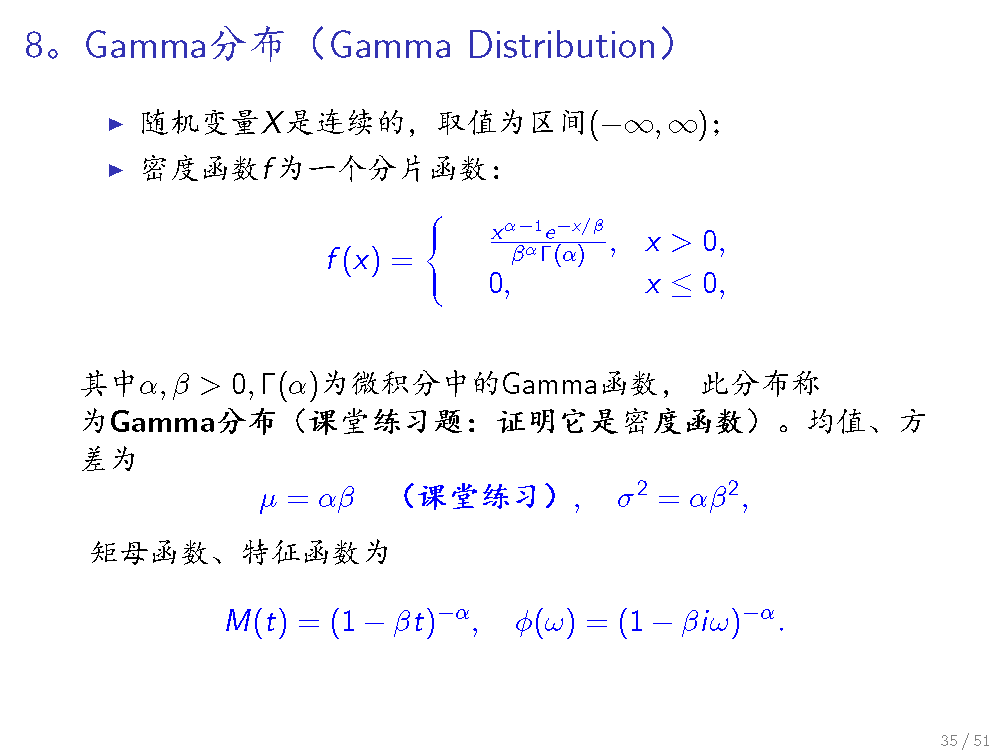 8。Gamma分布（Gamma Distribution）
▶ 随机变量X是连续的，取值为区间(−∞, ∞)；
▶ 密度函数f为一个分片函数：
f(x) = { \frac{x^{α−1}e^{−x/β}}{β^αΓ(α)}, x > 0,
0, x ≤ 0,
其中α, β > 0, Γ(α)为微积分中的Gamma函数， 此分布称
为Gamma分布（课堂练习题：证明它是密度函数）。均值、方
差为
μ = αβ （课堂练习）, σ² = αβ²,
矩母函数、特征函数为
M(t) = (1 − βt)^{−α}, ϕ(ω) = (1 − βiω)^{−α}.
35 / 51